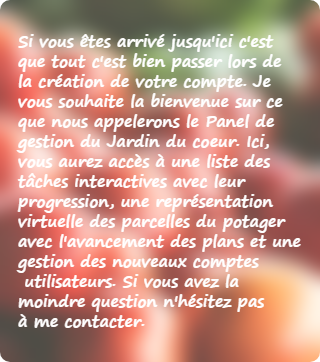 Si vous êtes arrivé jusqu'ici c'est
que tout c'est bien passer lors de
la création de votre compte. Je
vous souhaite la bienvenue sur ce
que nous appelerons le Panel de
gestion du Jardin du coeur. Ici,
vous aurez accès à une liste des
tâches interactives avec leur
progression, une représentation
virtuelle des parcelles du potager
avec l'avancement des plans et une
gestion des nouveaux comptes
utilisateurs. Si vous avez la
moindre question n'hésitez pas
à me contacter.